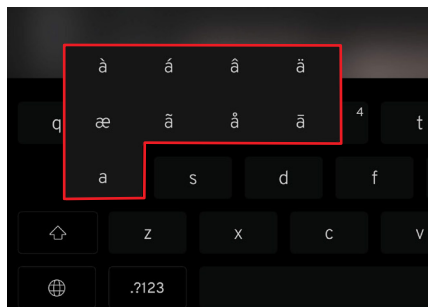 à á â ä
q æ ã å ā 4 t
a s d f
z x c v
.?123